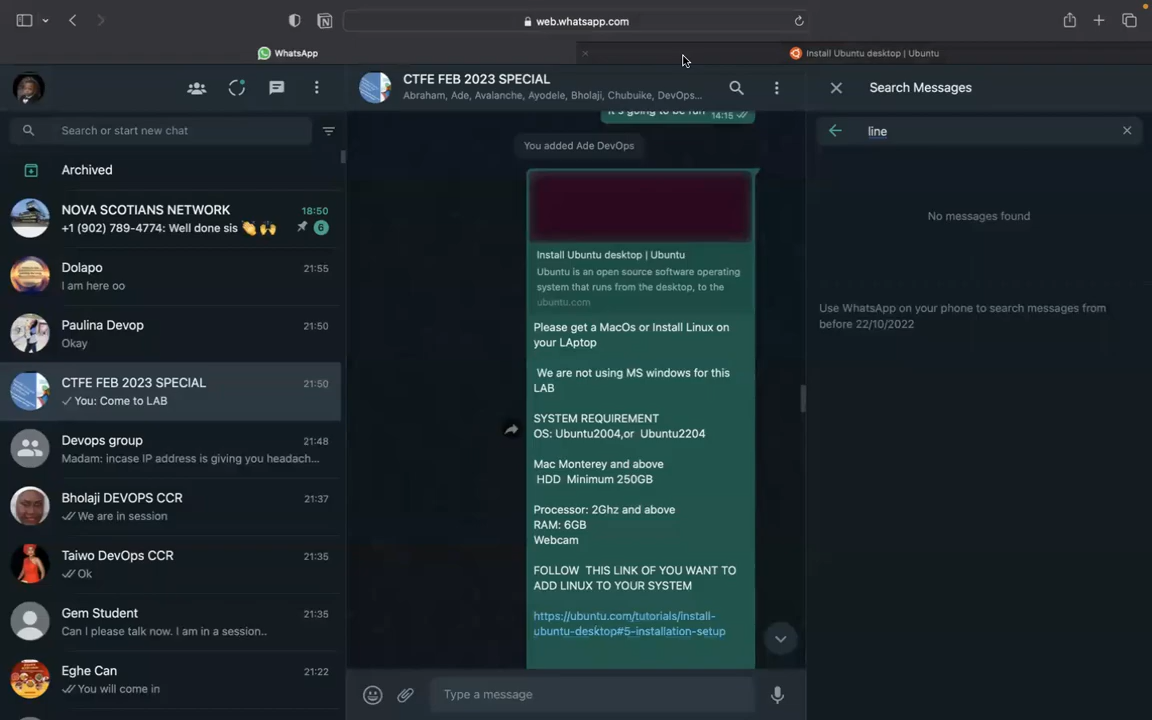 web.whatsapp.com
WhatsApp
Install Ubuntu desktop | Ubuntu
Search or start new chat
Archived
NOVA SCOTIANS NETWORK
18:50
+1 (902) 789-4774: Well done sis 👏 🙌
6
Dolapo
21:55
I am here oo
Paulina Devop
21:50
Okay
CTFE FEB 2023 SPECIAL
21:50
You: Come to LAB
Devops group
21:48
Madam: incase IP address is giving you headach...
Bholaji DEVOPS CCR
21:37
We are in session
Taiwo DevOps CCR
21:35
Ok
Gem Student
21:35
Can I please talk now. I am in a session..
Eghe Can
21:22
You will come in
CTFE FEB 2023 SPECIAL
Abraham, Ade, Avalanche, Ayodele, Bholaji, Chubuike, DevOps...
It's going to be fun
14:15
You added Ade DevOps
Install Ubuntu desktop | Ubuntu
Ubuntu is an open source software operating
system that runs from the desktop, to the
ubuntu.com
Please get a MacOs or Install Linux on
your LAptop
We are not using MS windows for this
LAB
SYSTEM REQUIREMENT
OS: Ubuntu2004,or Ubuntu2204
Mac Monterey and above
HDD Minimum 250GB
Processor: 2Ghz and above
RAM: 6GB
Webcam
FOLLOW THIS LINK OF YOU WANT TO
ADD LINUX TO YOUR SYSTEM
https://ubuntu.com/tutorials/install-
ubuntu-desktop#5-installation-setup
Type a message
Search Messages
line
No messages found
Use WhatsApp on your phone to search messages from
before 22/10/2022